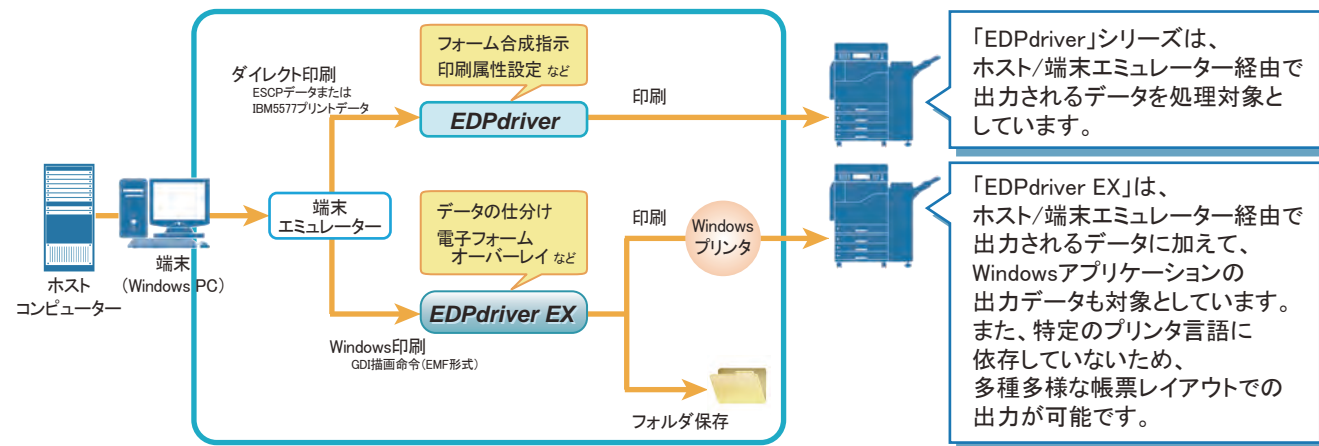 フォーム合成指示
印刷属性設定 など
ダイレクト印刷
ESCPデータまたは
IBM5577プリントデータ
EDPdriver
印刷
「EDPdriver」シリーズは、
ホスト/端末エミュレーター経由で
出力されるデータを処理対象と
しています。
ホスト
コンピューター
端末
（Windows PC）
端末
エミュレーター
データの仕分け
電子フォーム
オーバーレイ など
EDPdriver EX
Windows印刷
GDI描画命令（EMF形式）
印刷
Windows
プリンタ
フォルダ保存
「EDPdriver EX」は、
ホスト/端末エミュレーター経由で
出力されるデータに加えて、
Windowsアプリケーションの
出力データも対象としています。
また、特定のプリンタ言語に
依存していないため、
多種多様な帳票レイアウトでの
出力が可能です。